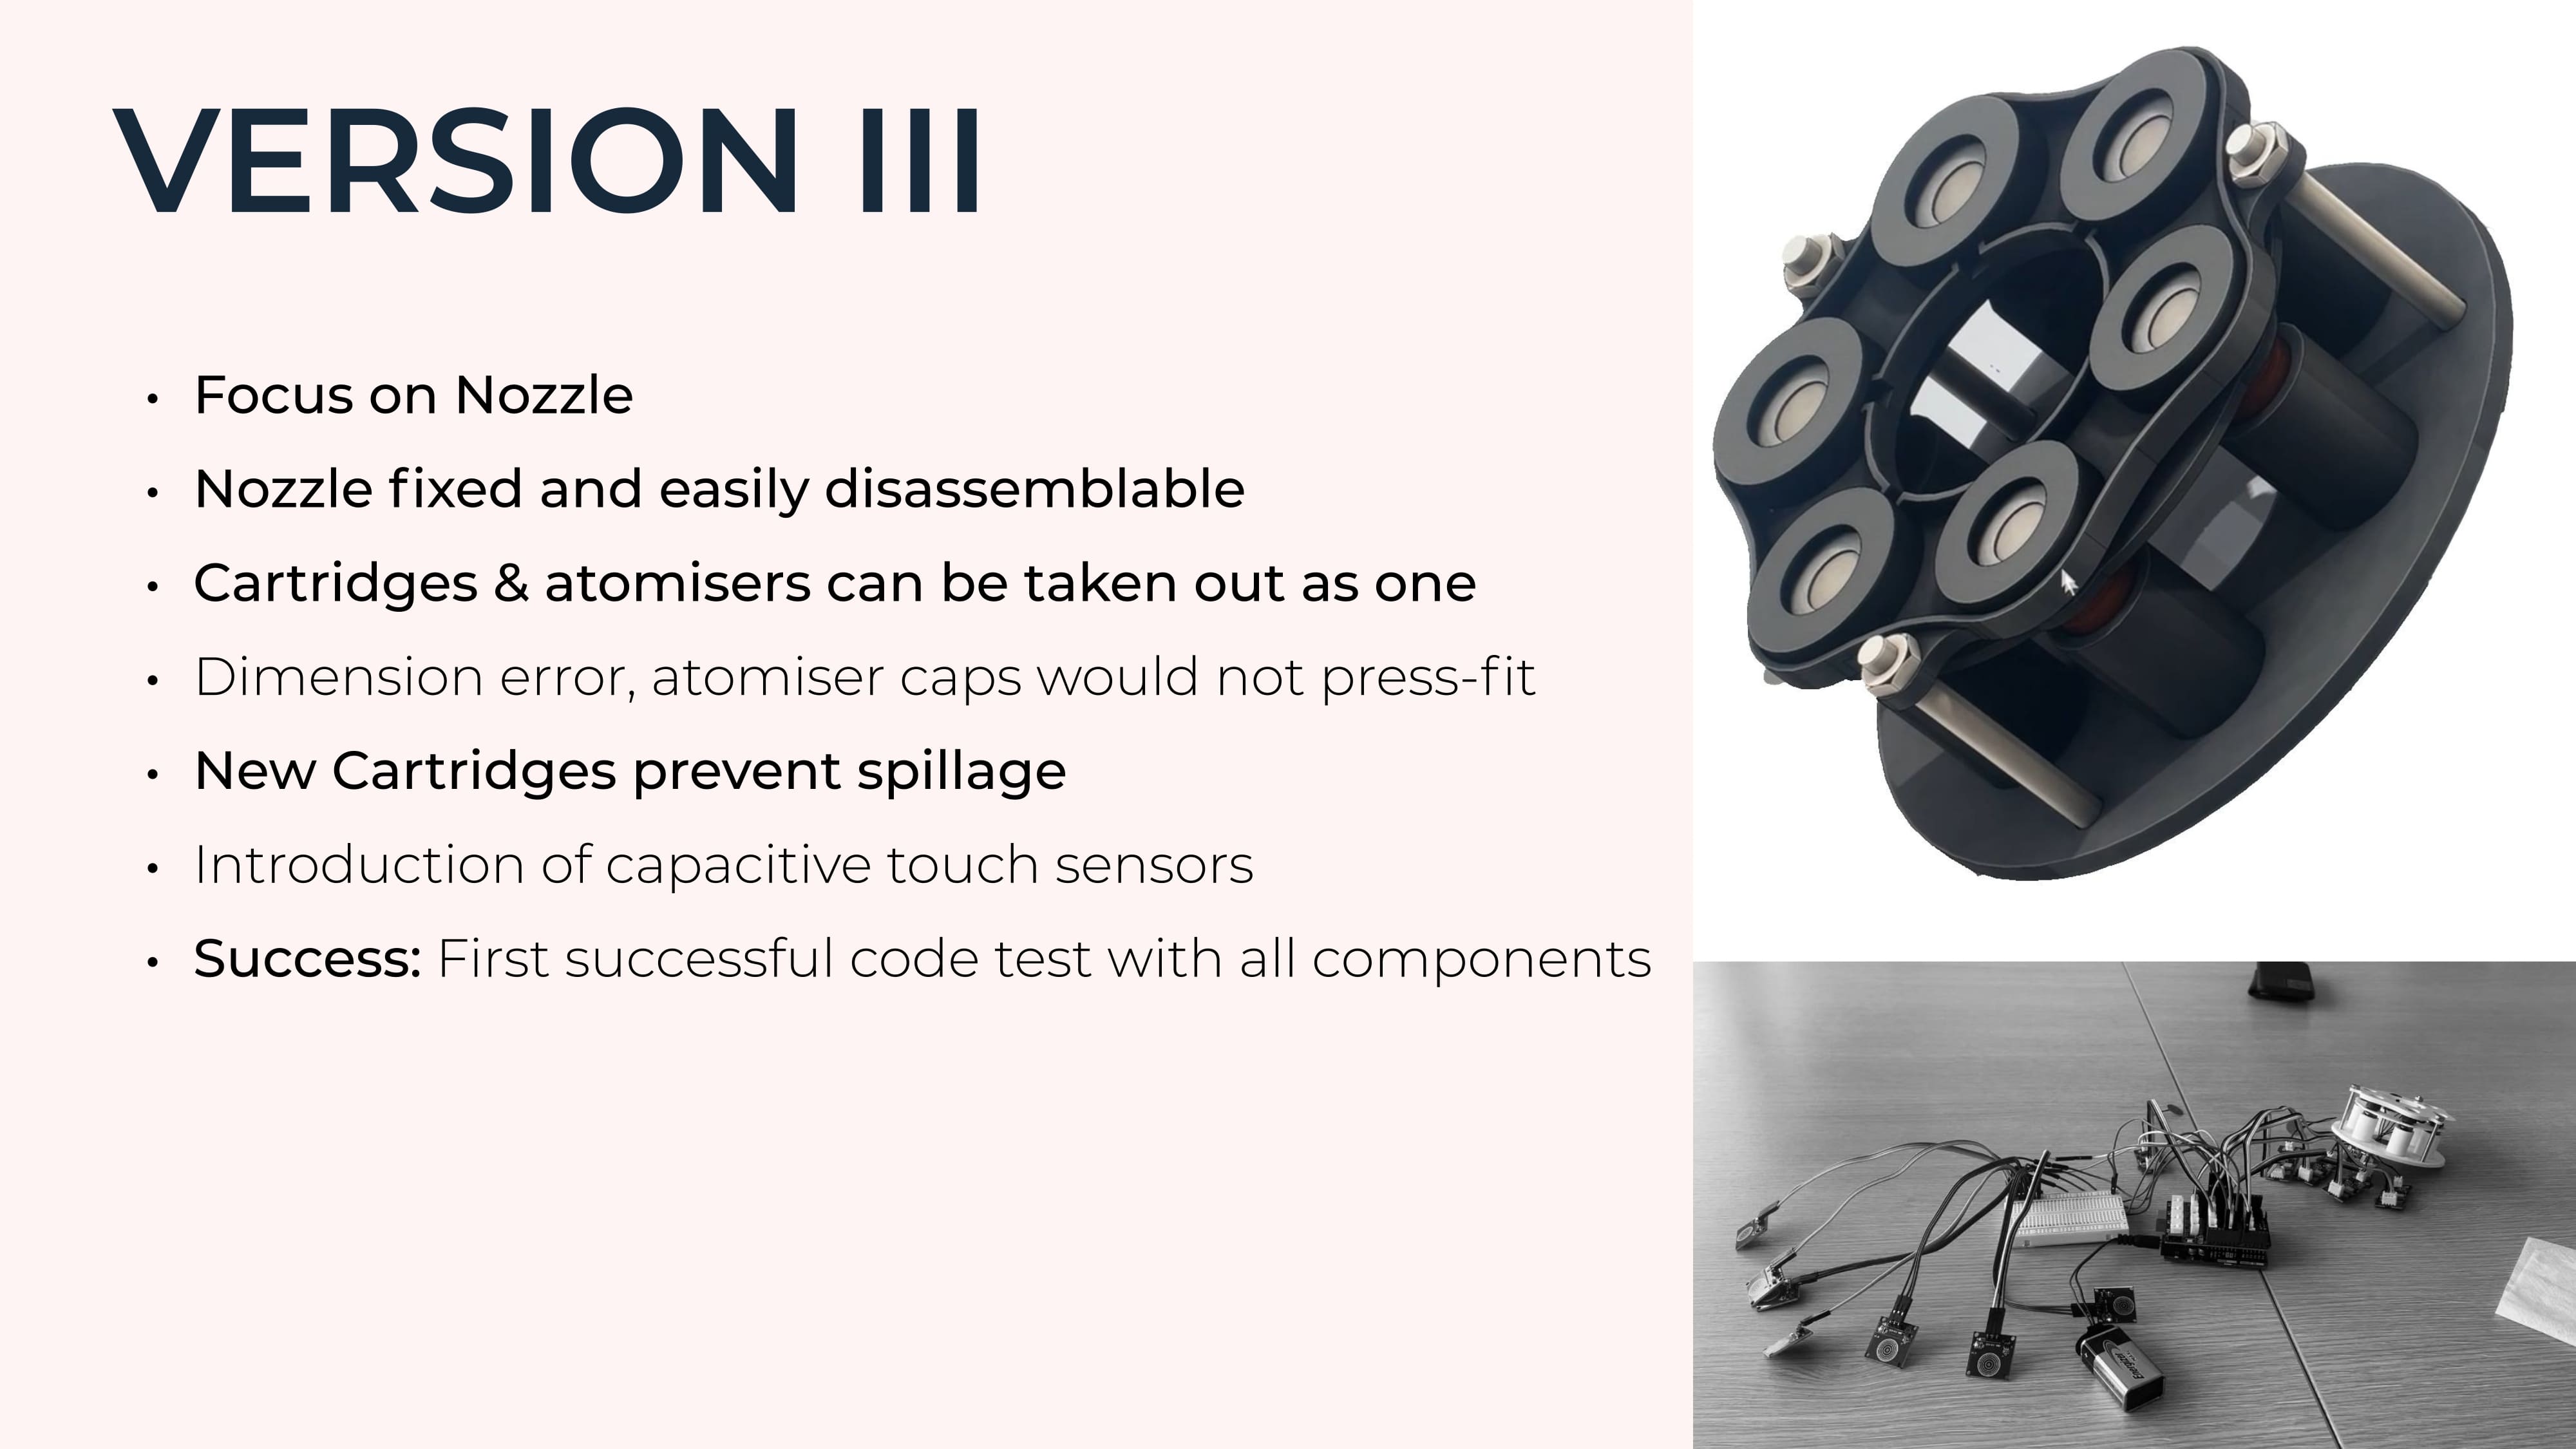 VERSION III
• Focus on Nozzle
• Nozzle fixed and easily disassemblable
• Cartridges & atomisers can be taken out as one
• Dimension error, atomiser caps would not press-fit
• New Cartridges prevent spillage
• Introduction of capacitive touch sensors
• Success: First successful code test with all components
Energizer